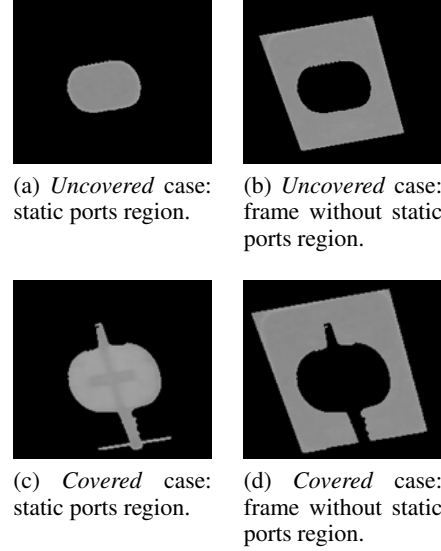 (a) Uncovered case:
static ports region.
(b) Uncovered case:
frame without static
ports region.
(c) Covered case:
static ports region.
(d) Covered case:
frame without static
ports region.